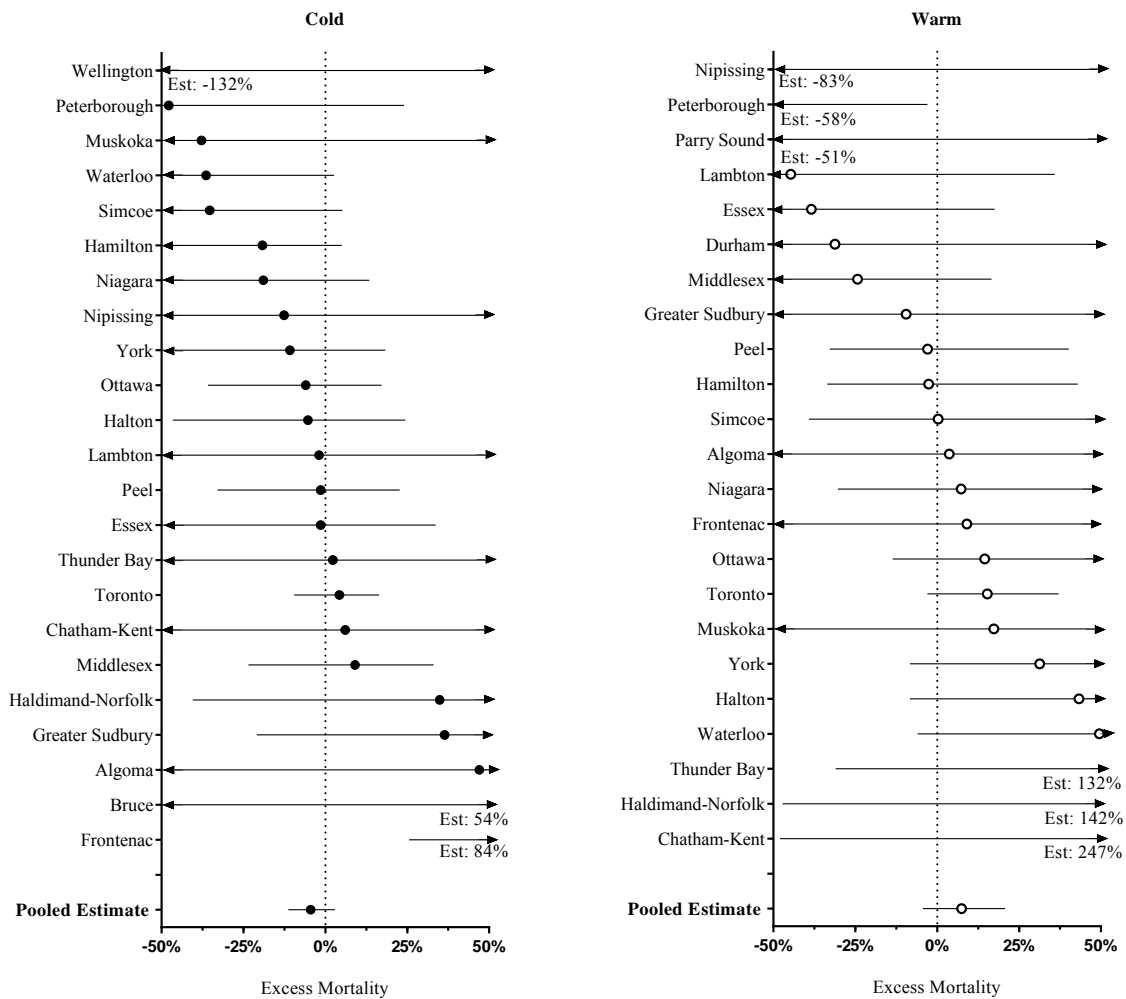 Cold
Wellington
Est: -132%
Peterborough
Muskoka
Waterloo
Simcoe
Hamilton
Niagara
Nipissing
York
Ottawa
Halton
Lambton
Peel
Essex
Thunder Bay
Toronto
Chatham-Kent
Middlesex
Haldimand-Norfolk
Greater Sudbury
Algoma
Bruce
Est: 54%
Frontenac
Est: 84%
Pooled Estimate
-50% -25% 0% 25% 50%
Excess Mortality
Warm
Nipissing
Est: -83%
Peterborough
Est: -58%
Parry Sound
Est: -51%
Lambton
Essex
Durham
Middlesex
Greater Sudbury
Peel
Hamilton
Simcoe
Algoma
Niagara
Frontenac
Ottawa
Toronto
Muskoka
York
Halton
Waterloo
Thunder Bay
Est: 132%
Haldimand-Norfolk
Est: 142%
Chatham-Kent
Est: 247%
Pooled Estimate
-50% -25% 0% 25% 50%
Excess Mortality